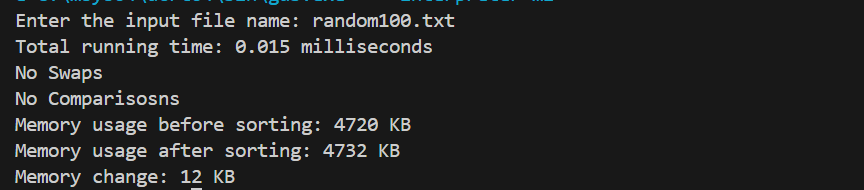 Enter the input file name: random100.txt
Total running time: 0.015 milliseconds
No Swaps
No Comparisosns
Memory usage before sorting: 4720 KB
Memory usage after sorting: 4732 KB
Memory change: 12 KB